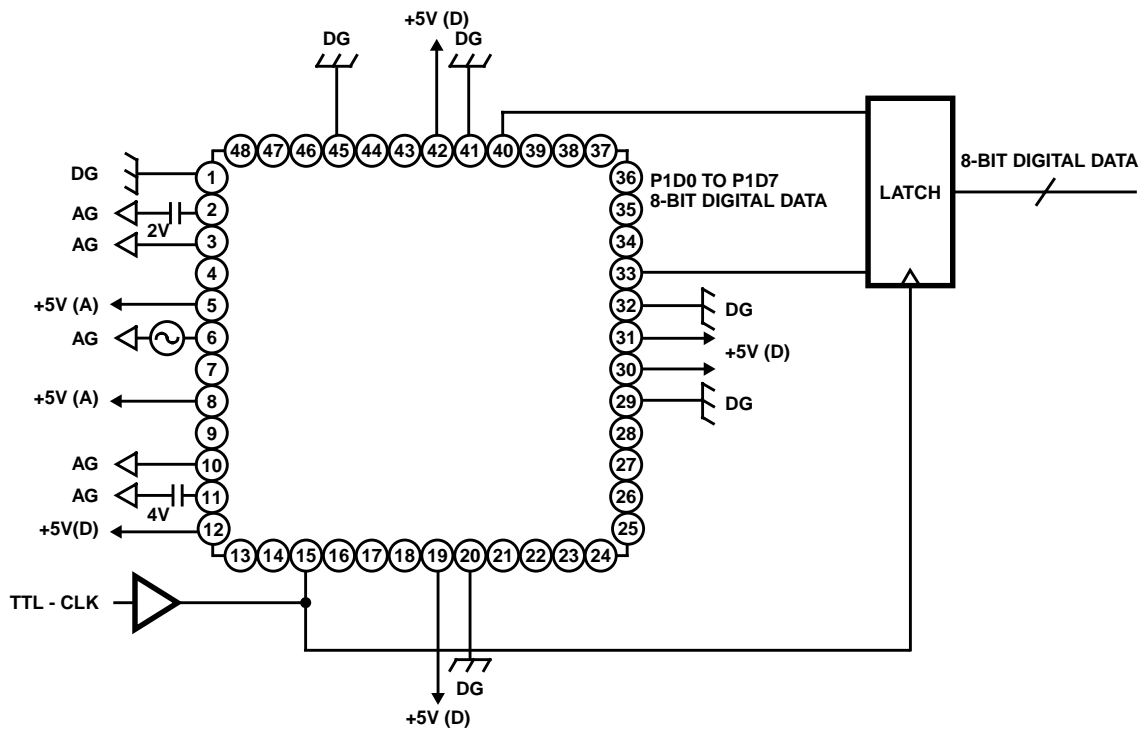 +5V (D)
DG
DG
48 47 46 45 44 43 42 41 40 39 38 37
DG
1
AG
2
2V
AG
3
4
+5V (A)
5
AG
6
7
+5V (A)
8
9
AG
10
AG
11
4V
+5V(D)
12
36
P1D0 TO P1D7
8-BIT DIGITAL DATA
35
34
33
32
DG
31
+5V (D)
30
29
DG
28
27
26
25
13 14 15 16 17 18 19 20 21 22 23 24
LATCH
8-BIT DIGITAL DATA
TTL - CLK
DG
+5V (D)